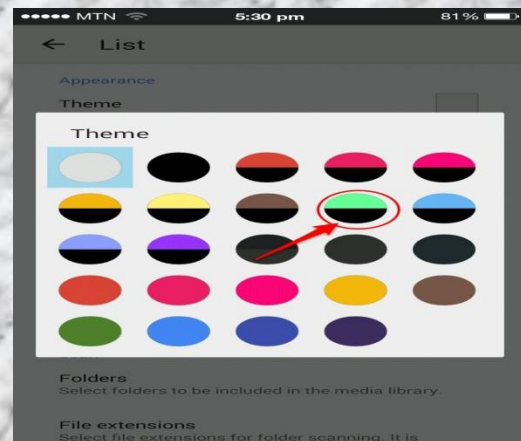 MTN 5:30 pm 81%
← List
Appearance
Theme
Theme
Folders
Select folders to be included in the media library.
File extensions
Select file extensions for folder scanning. It is